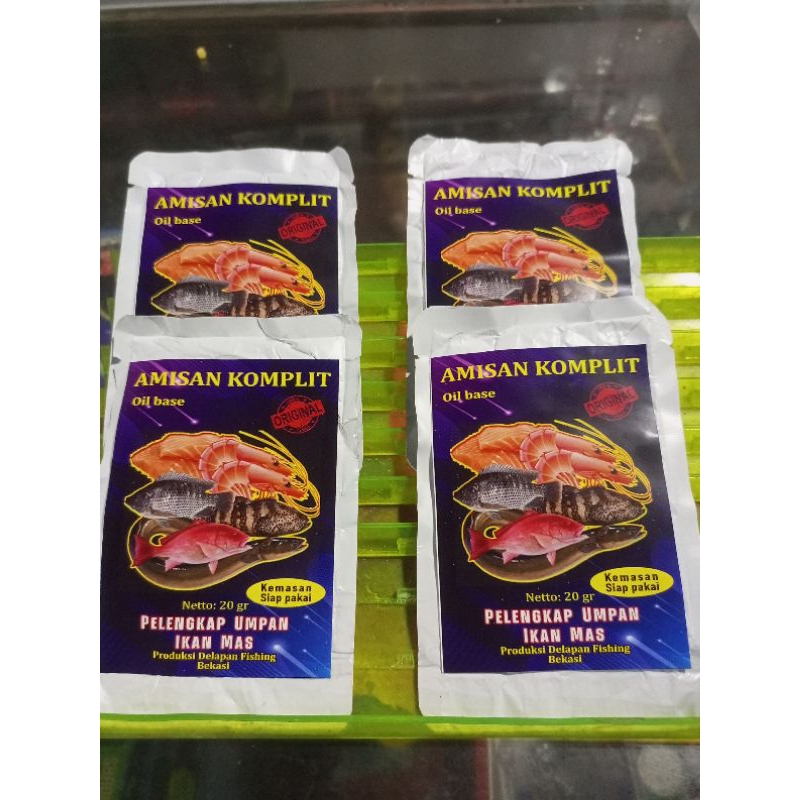 AMISAN KOMPLIT
Oil base
ORIGINAL
AMISAN KOMPLIT
Oil base
ORIGINAL
AMISAN KOMPLIT
Oil base
ORIGINAL
Kemasan
Siap pakai
Netto: 20 gr
PELENGKAP UMPAN
IKAN MAS
Produksi Delapan Fishing
Bekasi
AMISAN KOMPLIT
Oil base
ORIGINAL
Kemasan
Siap pakai
Netto: 20 gr
PELENGKAP UMPAN
IKAN MAS
Produksi Delapan Fishing
Bekasi